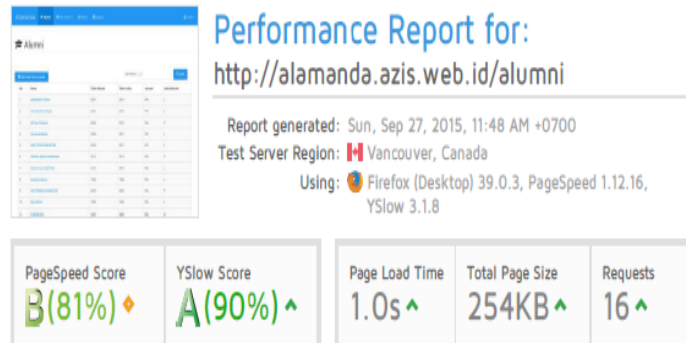 Alumni
Performance Report for:
http://alamanda.azis.web.id/alumni
Report generated: Sun, Sep 27, 2015, 11:48 AM +0700
Test Server Region: Vancouver, Canada
Using: Firefox (Desktop) 39.0.3, PageSpeed 1.12.16,
YSlow 3.1.8
PageSpeed Score
B(81%)
YSlow Score
A(90%)
Page Load Time
1.0s
Total Page Size
254KB
Requests
16